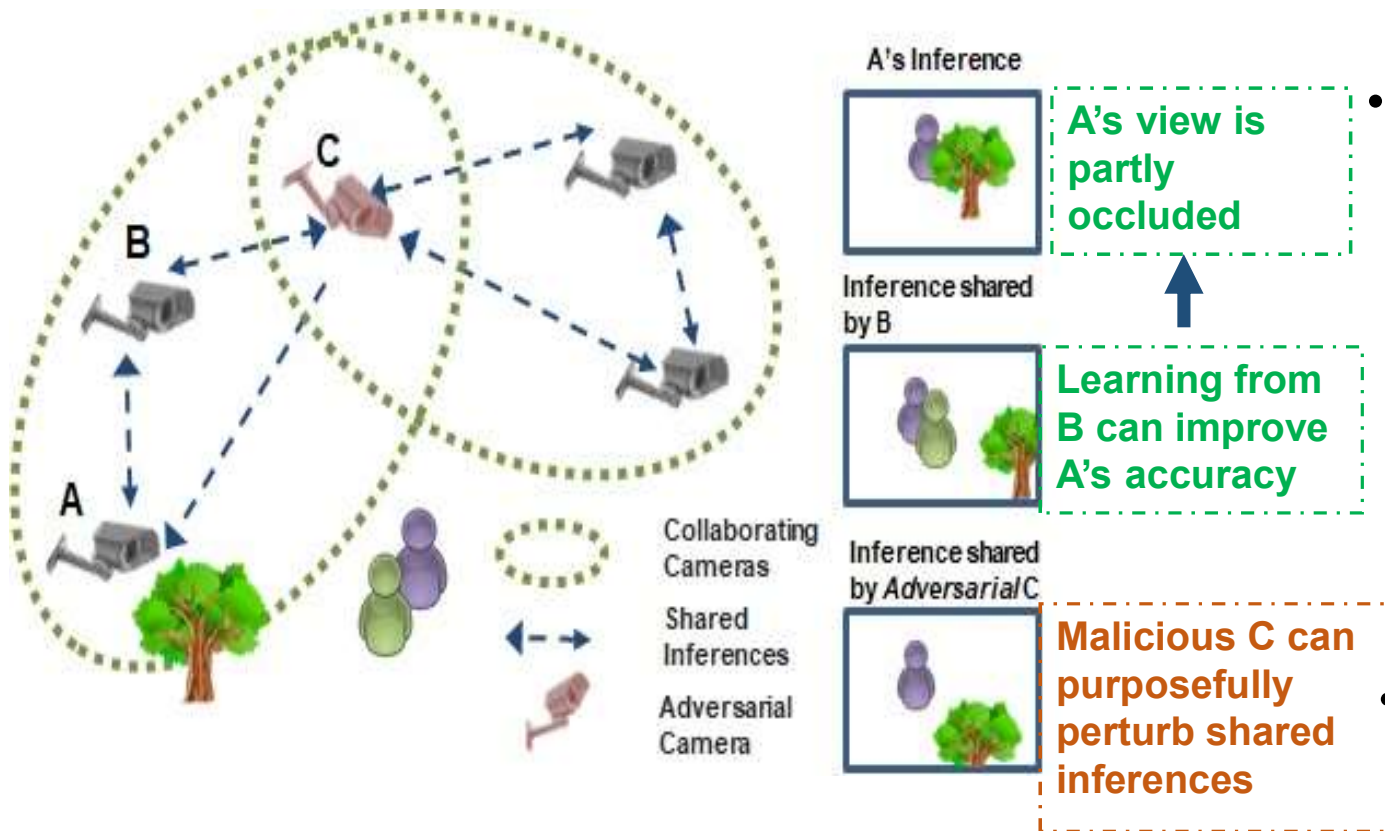 C
B
A
Collaborating
Cameras
Shared
Inferences
Adversarial
Camera
A's Inference
A’s view is
partly
occluded
Inference shared
by B
Learning from
B can improve
A’s accuracy
Inference shared
by Adversarial C
Malicious C can
purposefully
perturb shared
inferences
•
•